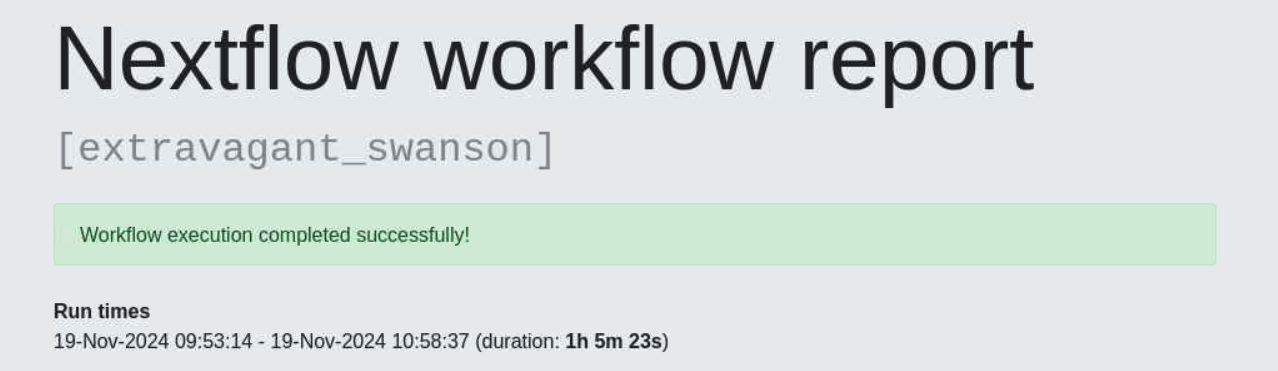 Nextflow workflow report
[extravagant_swanson]
Workflow execution completed successfully!
Run times
19-Nov-2024 09:53:14 - 19-Nov-2024 10:58:37 (duration: 1h 5m 23s)